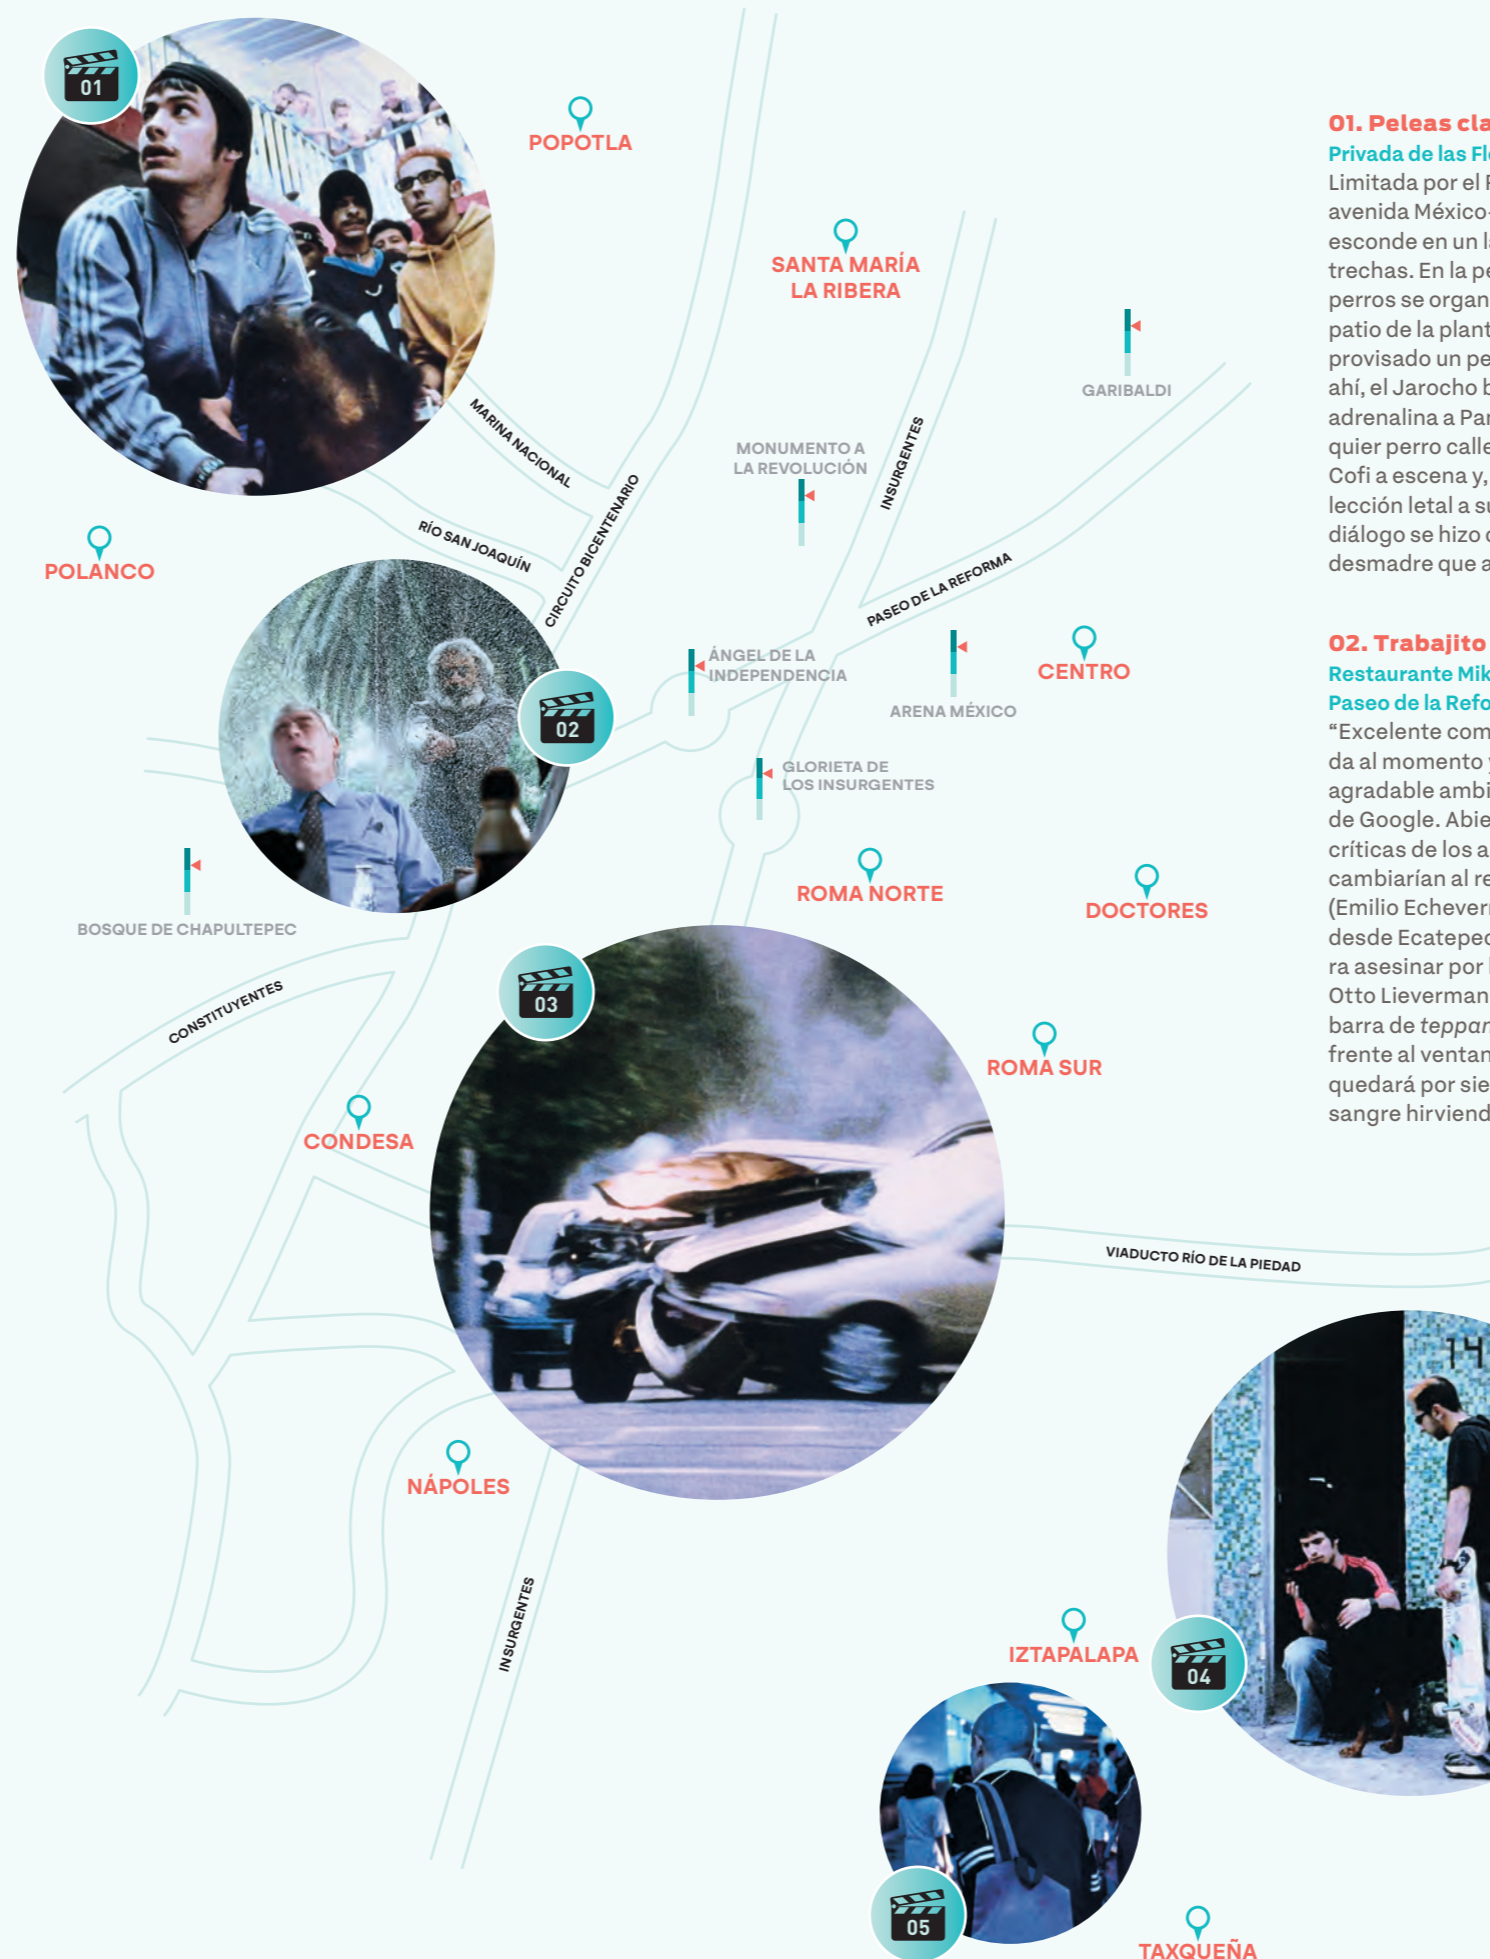 01
POPOTLA
SANTA MARÍA
LA RIBERA
GARIBALDI
MARINA NACIONAL
MONUMENTO A
LA REVOLUCIÓN
INSURGENTES
RÍO SAN JOAQUÍN
CIRCUITO BICENTENARIO
POLANCO
PASEO DE LA REFORMA
ÁNGEL DE LA
INDEPENDENCIA
CENTRO
ARENA MÉXICO
02
GLORIETA DE
LOS INSURGENTES
ROMA NORTE
DOCTORES
BOSQUE DE CHAPULTEPEC
03
CONSTITUYENTES
ROMA SUR
CONDESA
VIADUCTO RÍO DE LA PIEDAD
14
NÁPOLES
INSURGENTES
IZTAPALAPA
04
05
TAXQUEÑA
01. Peleas cla
Privada de las Fl
Limitada por el
avenida México-
esconde en un l
trechas. En la pe
perros se organ
patio de la plant
provisado un pe
ahí, el Jarocho b
adrenalina a Pa
quier perro calle
Cofi a escena y,
lección letal a su
diálogo se hizo
desmadre que a
02. Trabajito
Restaurante Mik
Paseo de la Refo
“Excelente com
da al momento y
agradable ambi
de Google. Abie
críticas de los a
cambiarían al re
(Emilio Echever
desde Ecatepec
ra asesinar por
Otto Lieverman
barra de teppan
frente al ventan
quedará por sie
sangre hirviend